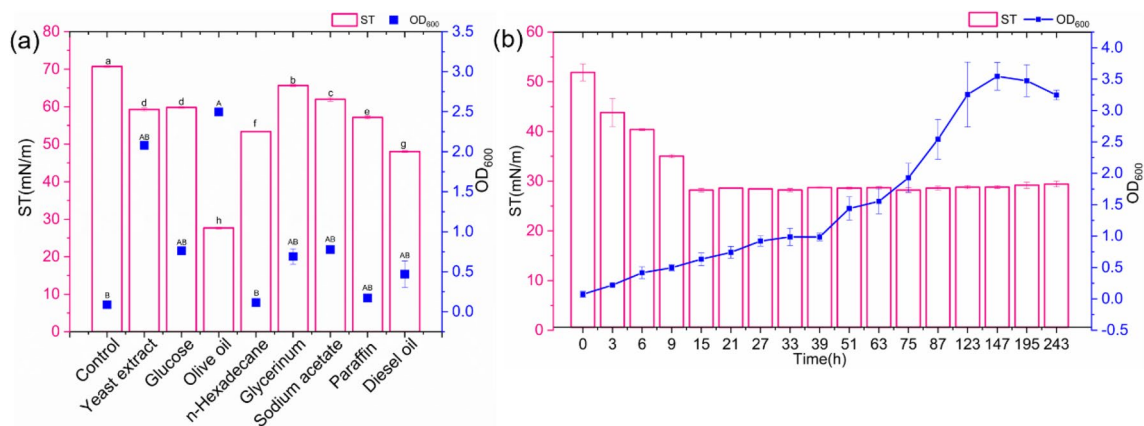 (a)
ST
OD600
80
70
60
50
40
30
20
10
0
ST(mN/m)
a
d
d
h
f
b
c
e
g
B
AB
AB
A
B
AB
AB
AB
AB
3.5
3.0
2.5
2.0
1.5
1.0
0.5
0.0
OD600
Control
Yeast extract
Glucose
Olive oil
n-Hexadecane
Glycerinum
Sodium acetate
Paraffin
Diesel oil
(b)
ST
OD600
60
50
40
30
20
10
0
ST(mN/m)
4.0
3.5
3.0
2.5
2.0
1.5
1.0
0.5
0.0
-0.5
OD600
0 3 6 9 15 21 27 33 39 51 63 75 87 123 147 195 243
Time(h)